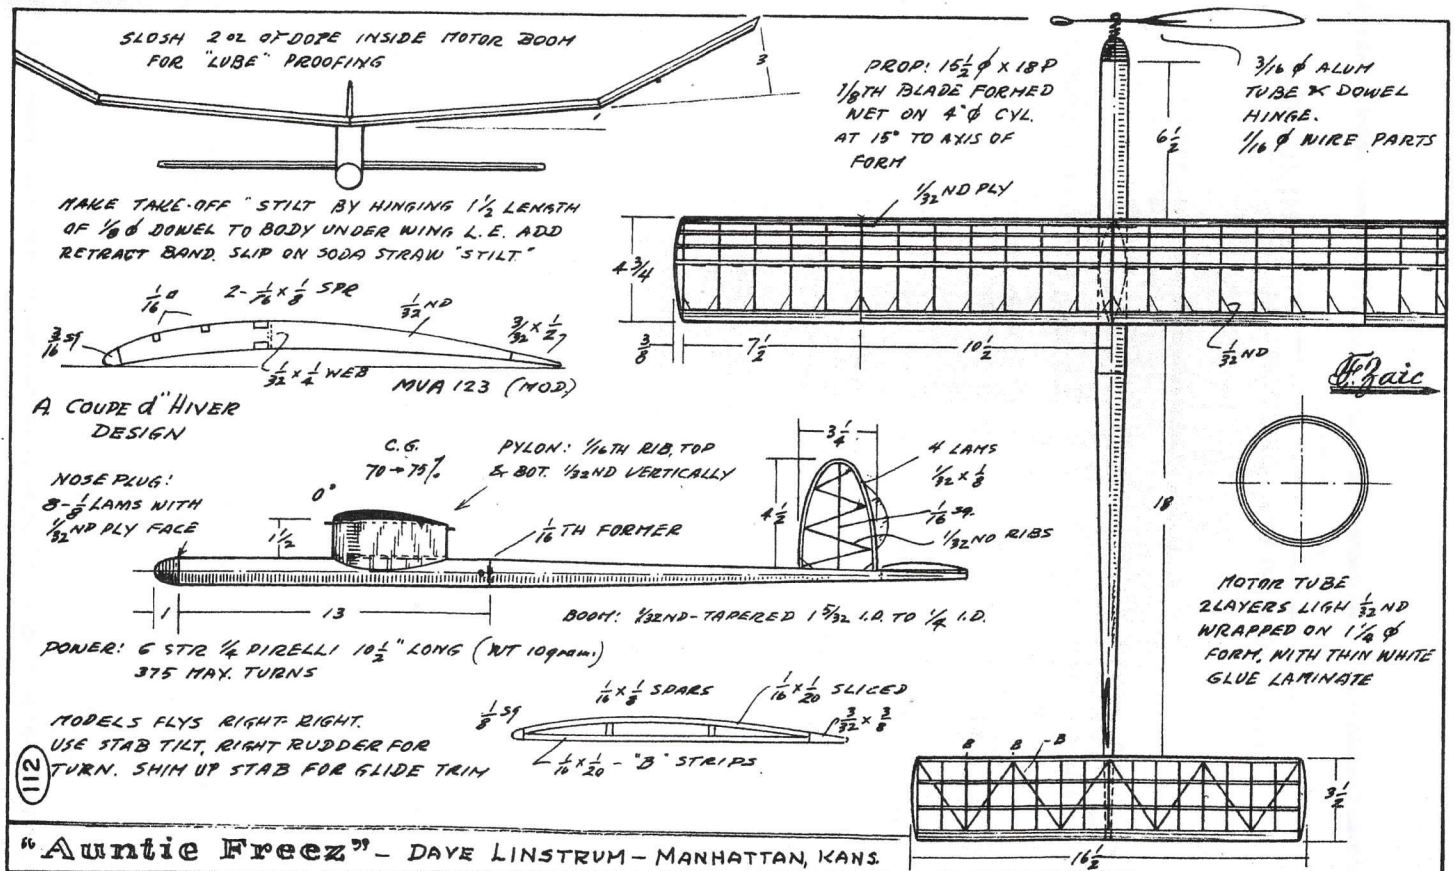 SLOSH 2 OZ OF DOPE INSIDE MOTOR BOOM
FOR "LUBE" PROOFING
3
1
PROP: 15½ φ X 18 P
1/8TH BLADE FORMED
WET ON 4" φ CYL.
AT 15° TO AXIS OF
FORM
3/16 φ ALUM
TUBE & DOWEL
HINGE.
1/16 φ WIRE PARTS
6½
1/32 ND PLY
MAKE TAKE-OFF "STILT BY HINGING 1½ LENGTH
OF 1/8 φ DOWEL TO BODY UNDER WING L.E. ADD
RETRACT BAND. SLIP ON SODA STRAW "STILT"
4 3/4
3/8
7½
10½
1/32 ND
F. Zaic
1/16 □
2- 1/16 X 1/8 SPR
1/32 ND
3/16 SQ
3/32 X ½
1/32 X ¼ WEB
MVA 123 (MOD)
A COUPE d"HIVER
DESIGN
C.G.
70→75%
0°
PYLON: 1/16TH RIB, TOP
& BOT. 1/32ND VERTICALLY
NOSE PLUG:
8- 1/8 LAMS WITH
1/32 ND PLY FACE
1½
1/16 TH FORMER
3¼
4½
4 LAMS
1/32 X 1/8
1/16 SQ.
1/32 ND RIBS
18
1
13
BOOM: 1/32ND-TAPERED 1 5/32 I.D. TO ¼ I.D.
MOTOR TUBE
2 LAYERS LIGH 1/32 ND
WRAPPED ON 1 1/8 φ
FORM, WITH THIN WHITE
GLUE LAMINATE
POWER: 6 STR ¼ PIRELLI 10½" LONG (WT 10gram.)
375 MAX. TURNS
1/16 X 1/8 SPARS
1/16 X 1/20 SLICED
1/8 SQ
3/32 X 3/8
1/16 X 1/20 - "B" STRIPS
MODELS FLYS RIGHT-RIGHT.
USE STAB TILT, RIGHT RUDDER FOR
TURN. SHIM UP STAB FOR GLIDE TRIM
112
B B B
3½
16½
"Auntie Freez" - DAVE LINSTRUM - MANHATTAN, KANS.